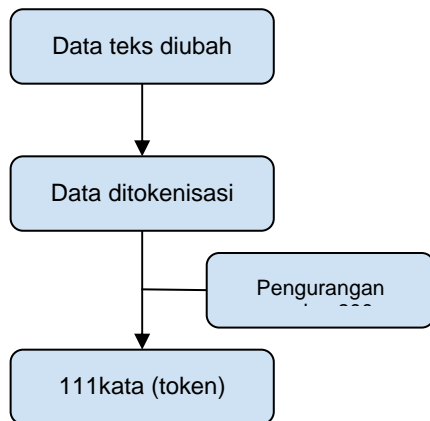 Data teks diubah
Data ditokenisasi
Pengurangan
111kata (token)